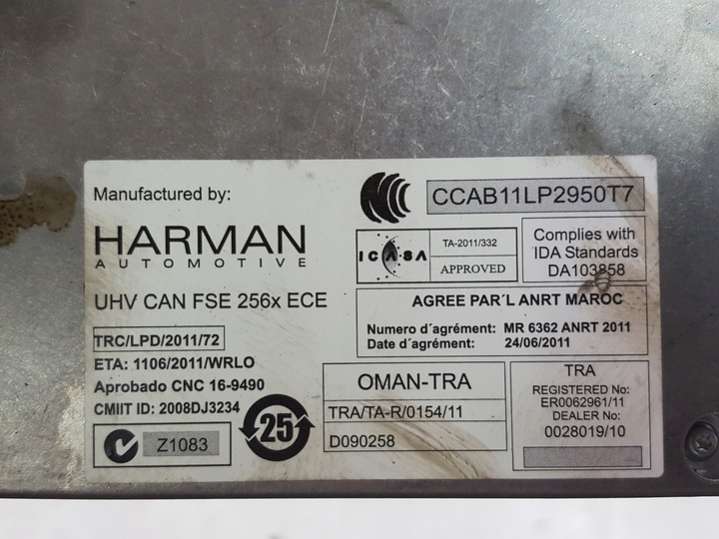 Manufactured by:
HARMAN
AUTOMOTIVE
UHV CAN FSE 256x ECE
TRC/LPD/2011/72
ETA: 1106/2011/WRLO
Aprobado CNC 16-9490
CMIIT ID: 2008DJ3234
Z1083
25
CCAB11LP2950T7
ICASA
TA-2011/332
APPROVED
Complies with
IDA Standards
DA103858
AGREE PAR´L ANRT MAROC
Numero d´agrément: MR 6362 ANRT 2011
Date d´agrément: 24/06/2011
OMAN-TRA
TRA/TA-R/0154/11
D090258
TRA
REGISTERED No:
ER0062961/11
DEALER No:
0028019/10